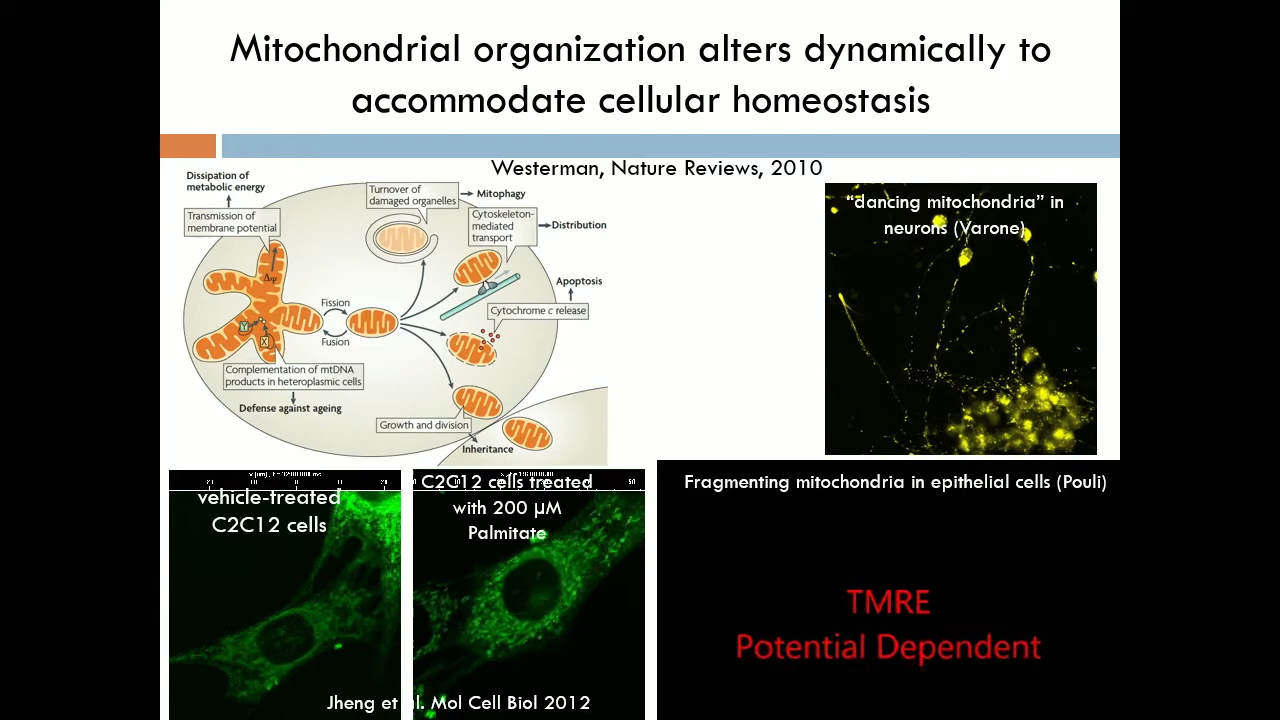 Mitochondrial organization alters dynamically to
accommodate cellular homeostasis
Westerman, Nature Reviews, 2010
Dissipation of
metabolic energy
Transmission of
membrane potential
Turnover of
damaged organelles
Mitophagy
Cytoskeleton-
mediated
transport
Distribution
Δψ
Apoptosis
Cytochrome c release
Fission
Fusion
Y
X
Complementation of mtDNA
products in heteroplasmic cells
Defense against ageing
Growth and division
Inheritance
“dancing mitochondria” in
neurons (Varone)
vehicle-treated
C2C12 cells
C2C12 cells treated
with 200 µM
Palmitate
Jheng et al. Mol Cell Biol 2012
Fragmenting mitochondria in epithelial cells (Pouli)
TMRE
Potential Dependent